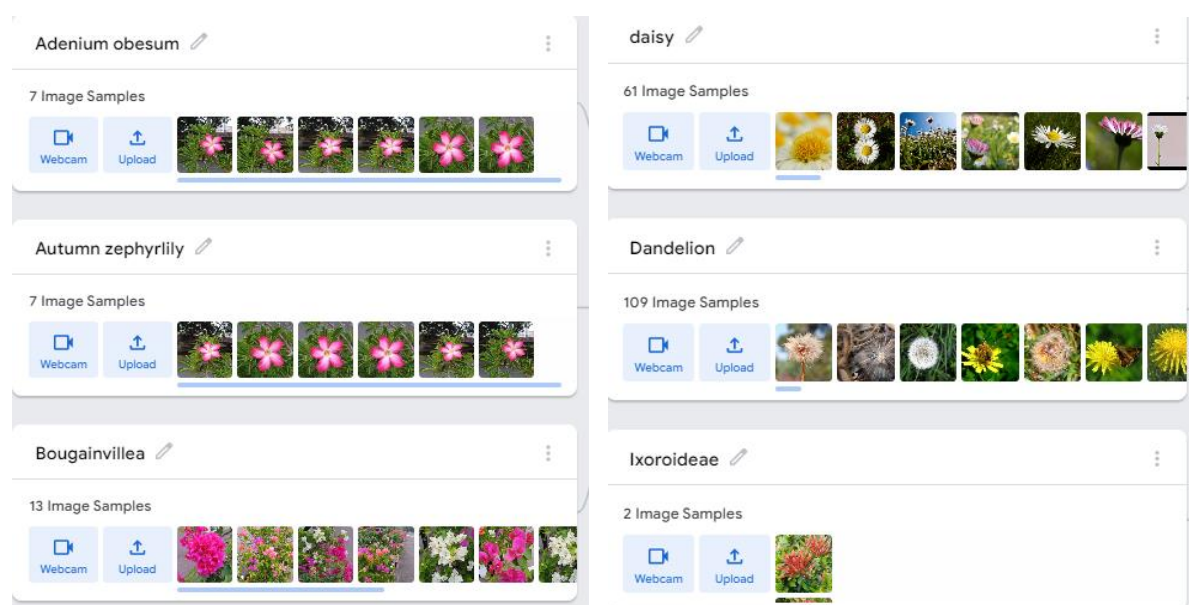 Adenium obesum
7 Image Samples
Webcam
Upload
Autumn zephyrlily
7 Image Samples
Webcam
Upload
Bougainvillea
13 Image Samples
Webcam
Upload
daisy
61 Image Samples
Webcam
Upload
Dandelion
109 Image Samples
Webcam
Upload
Ixoroideae
2 Image Samples
Webcam
Upload